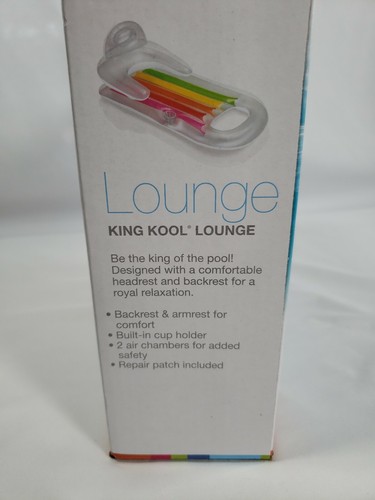 Lounge
KING KOOL® LOUNGE
Be the king of the pool!
Designed with a comfortable
headrest and backrest for a
royal relaxation.
• Backrest & armrest for
comfort
• Built-in cup holder
• 2 air chambers for added
safety
• Repair patch included